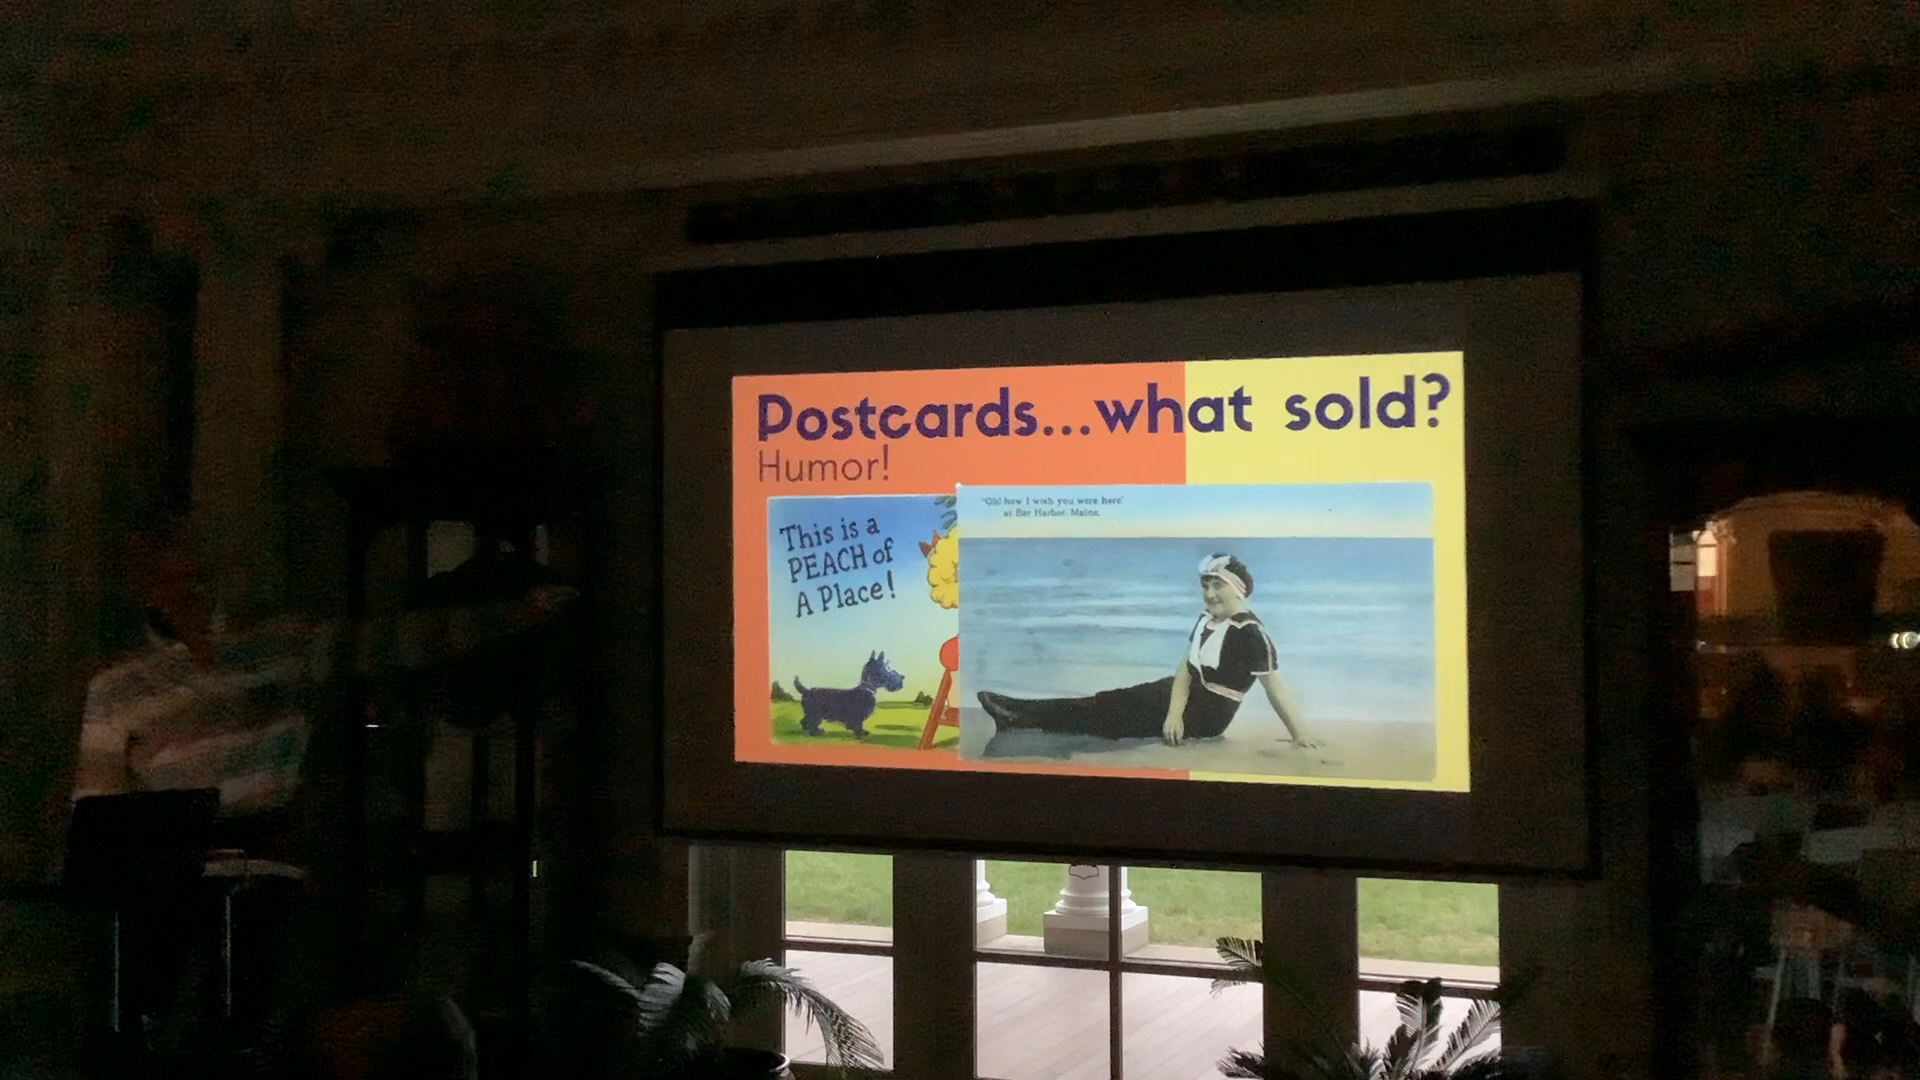 Postcards...what sold?
Humor!
This is a
PEACH of
A Place!
"Oh! how I wish you were here"
at Bar Harbor, Maine.